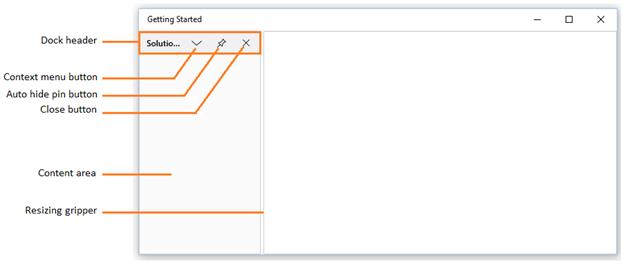 Getting Started
Dock header
Solutio...
Context menu button
Auto hide pin button
Close button
Content area
Resizing gripper